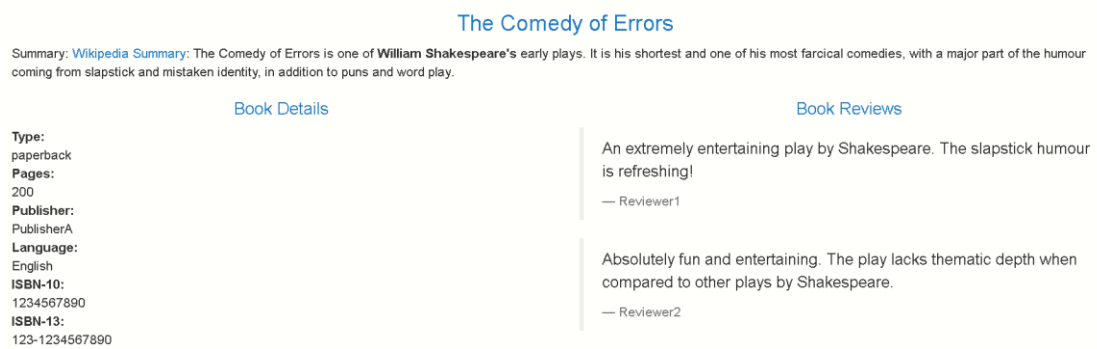 The Comedy of Errors
Summary: Wikipedia Summary: The Comedy of Errors is one of William Shakespeare's early plays. It is his shortest and one of his most farcical comedies, with a major part of the humour
coming from slapstick and mistaken identity, in addition to puns and word play.
Book Details
Type:
paperback
Pages:
200
Publisher:
PublisherA
Language:
English
ISBN-10:
1234567890
ISBN-13:
123-1234567890
Book Reviews
An extremely entertaining play by Shakespeare. The slapstick humour
is refreshing!
— Reviewer1
Absolutely fun and entertaining. The play lacks thematic depth when
compared to other plays by Shakespeare.
— Reviewer2